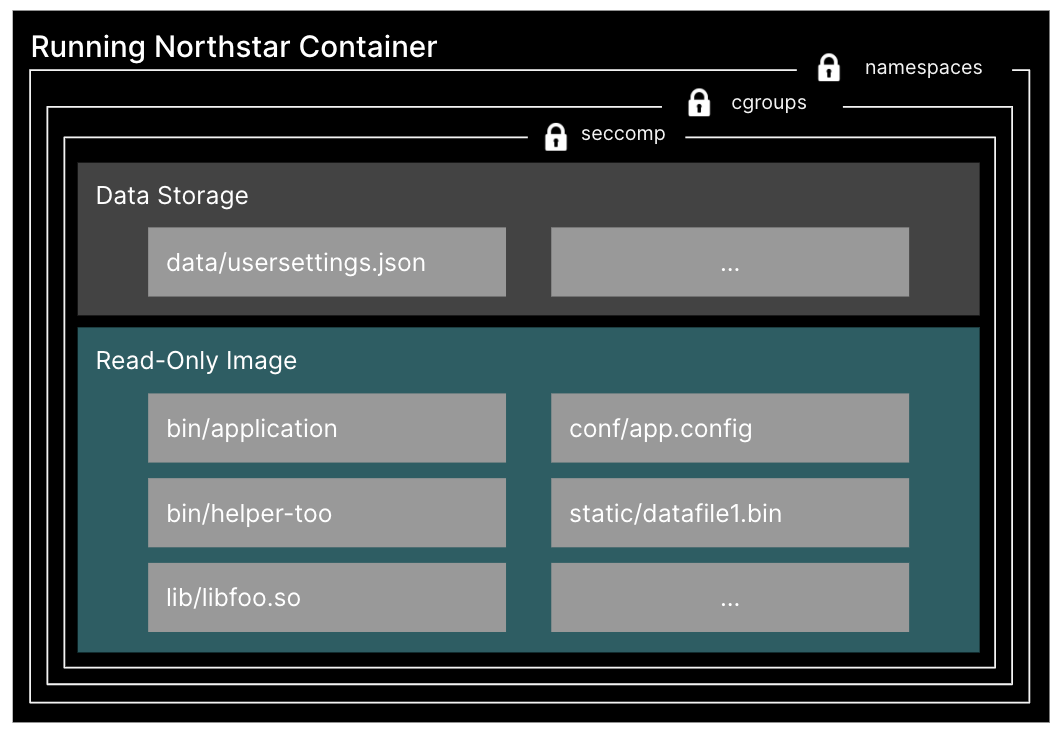 Running Northstar Container
namespaces
cgroups
seccomp
Data Storage
data/usersettings.json
...
Read-Only Image
bin/application
conf/app.config
bin/helper-too
static/datafile1.bin
lib/libfoo.so
...